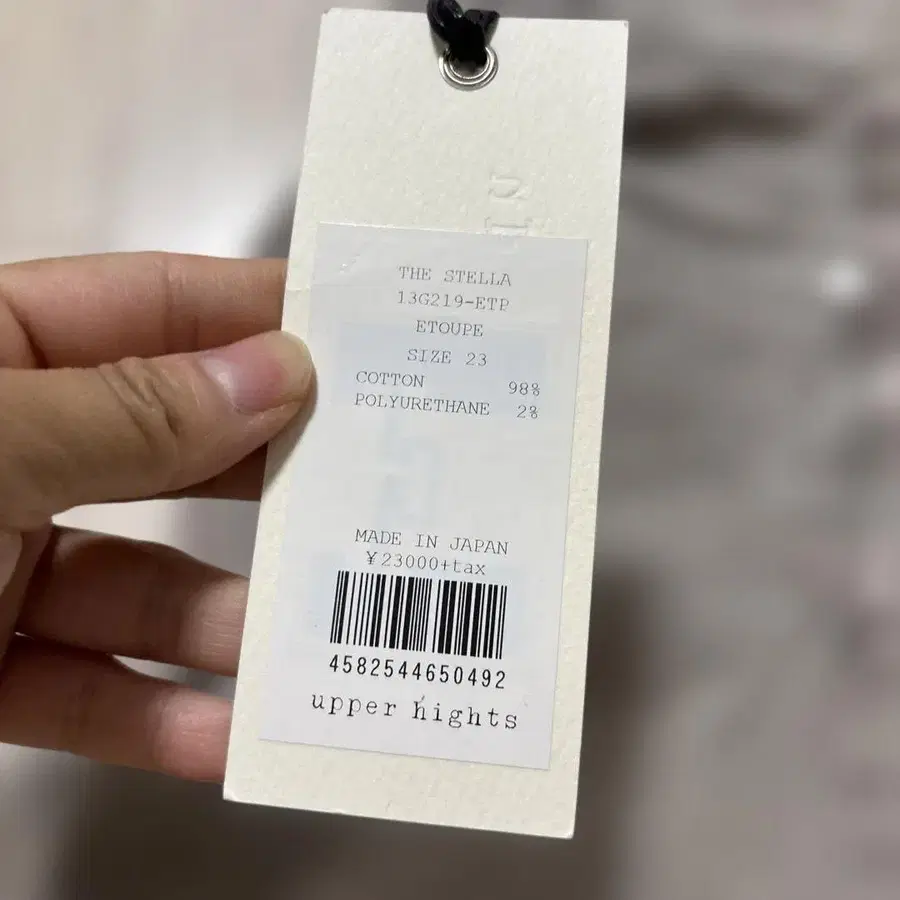 THE STELLA
13G219-ETP
ETOUPE
SIZE 23
COTTON 98%
POLYURETHANE 2%
MADE IN JAPAN
¥23000+tax
4582544650492
upper hights